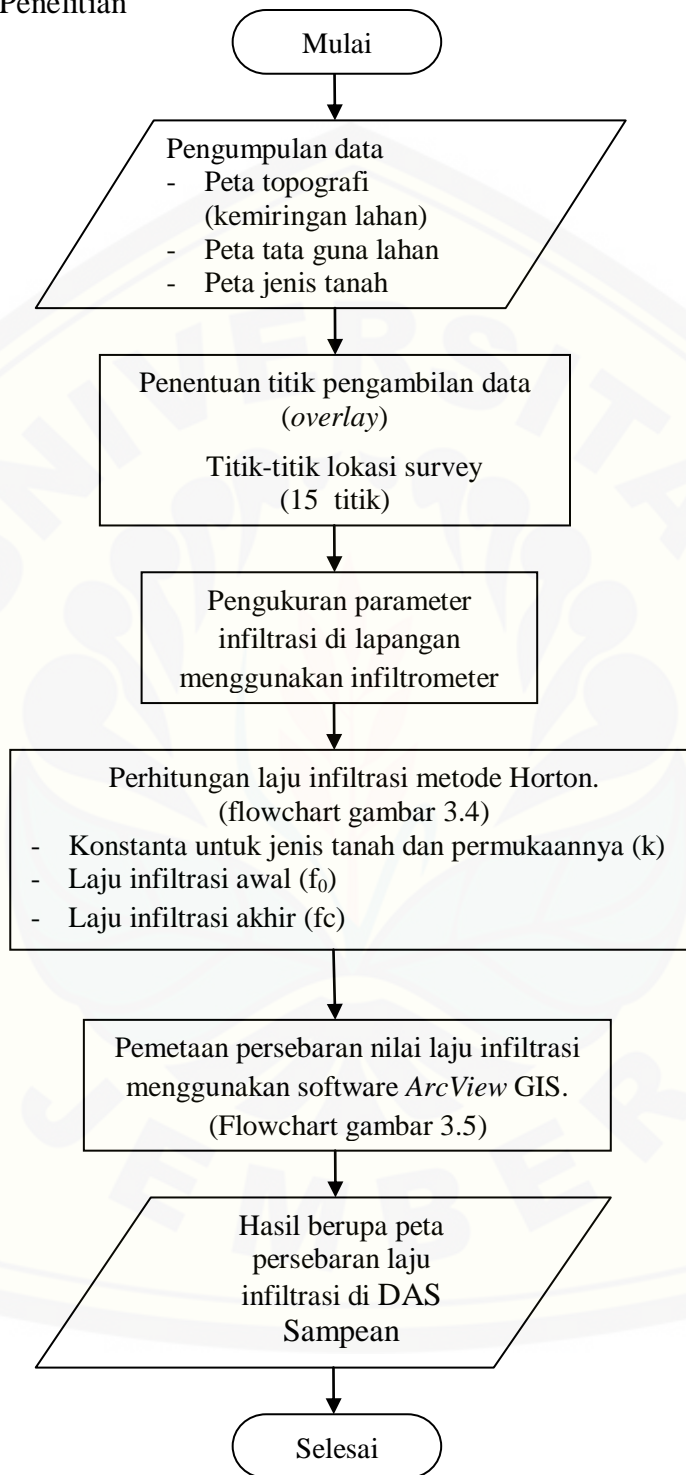 Penelitian
Mulai
Pengumpulan data
- Peta topografi
(kemiringan lahan)
- Peta tata guna lahan
- Peta jenis tanah
Penentuan titik pengambilan data
(overlay)
Titik-titik lokasi survey
(15 titik)
Pengukuran parameter
infiltrasi di lapangan
menggunakan infiltrometer
Perhitungan laju infiltrasi metode Horton.
(flowchart gambar 3.4)
- Konstanta untuk jenis tanah dan permukaannya (k)
- Laju infiltrasi awal (f₀)
- Laju infiltrasi akhir (fc)
Pemetaan persebaran nilai laju infiltrasi
menggunakan software ArcView GIS.
(Flowchart gambar 3.5)
Hasil berupa peta
persebaran laju
infiltrasi di DAS
Sampean
Selesai
UNIVERSITA
JEMBER